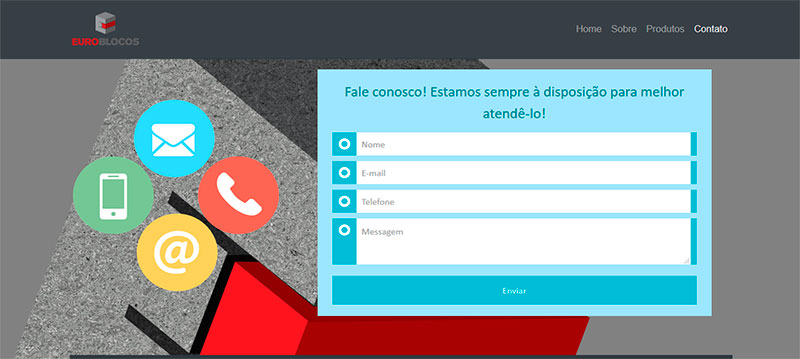 EUROBLOCOS
Home Sobre Produtos Contato
Fale conosco! Estamos sempre à disposição para melhor
atendê-lo!
Nome
E-mail
Telefone
Messagem
Enviar